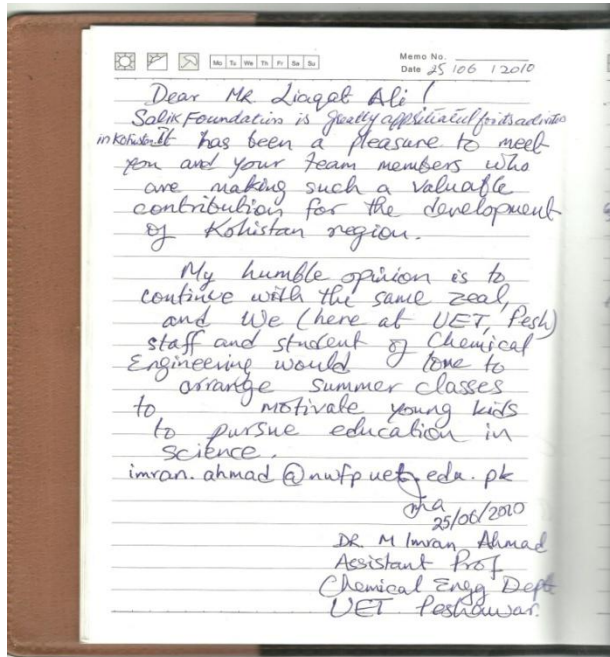 Mo Tu We Th Fr Sa Su
Memo No.
Date 25 / 06 / 2010
Dear Mr Liaqat Ali !
Salik Foundation is greatly for its activities
in Kohistan It has been a pleasure to meet
you and your team members who
are making such a valuable
contribution for the development
of Kohistan region.
My humble opinion is to
continue with the same zeal,
and We (here at UET, Pesh)
staff and student of Chemical
Engineering would love to
arrange summer classes
to motivate young kids
to pursue education in
science.
imran.ahmad@nwfpuet.edu.pk
25/06/2010
DR. M Imran Ahmad
Assistant Prof
Chemical Engg Dept
UET Peshawar.